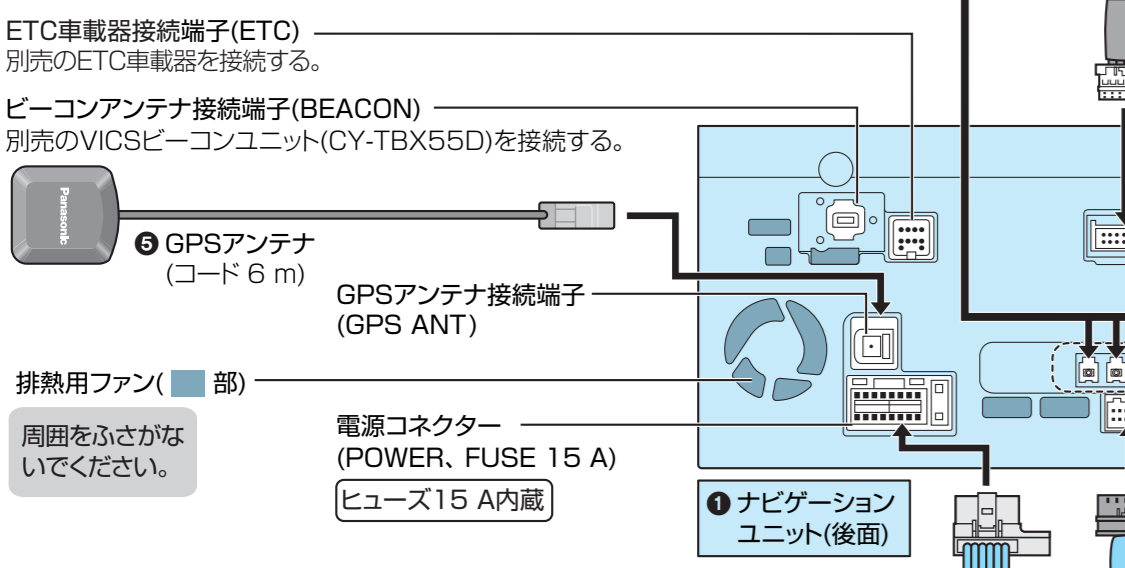 ETC車載器接続端子(ETC)
別売のETC車載器を接続する。
ビーコンアンテナ接続端子(BEACON)
別売のVICSビーコンユニット(CY-TBX55D)を接続する。
Panasonic
❺ GPSアンテナ
(コード 6 m)
GPSアンテナ接続端子
(GPS ANT)
排熱用ファン( 部)
周囲をふさがな
いでください。
電源コネクター
(POWER、FUSE 15 A)
ヒューズ15 A内蔵
❶ ナビゲーション
ユニット(後面)